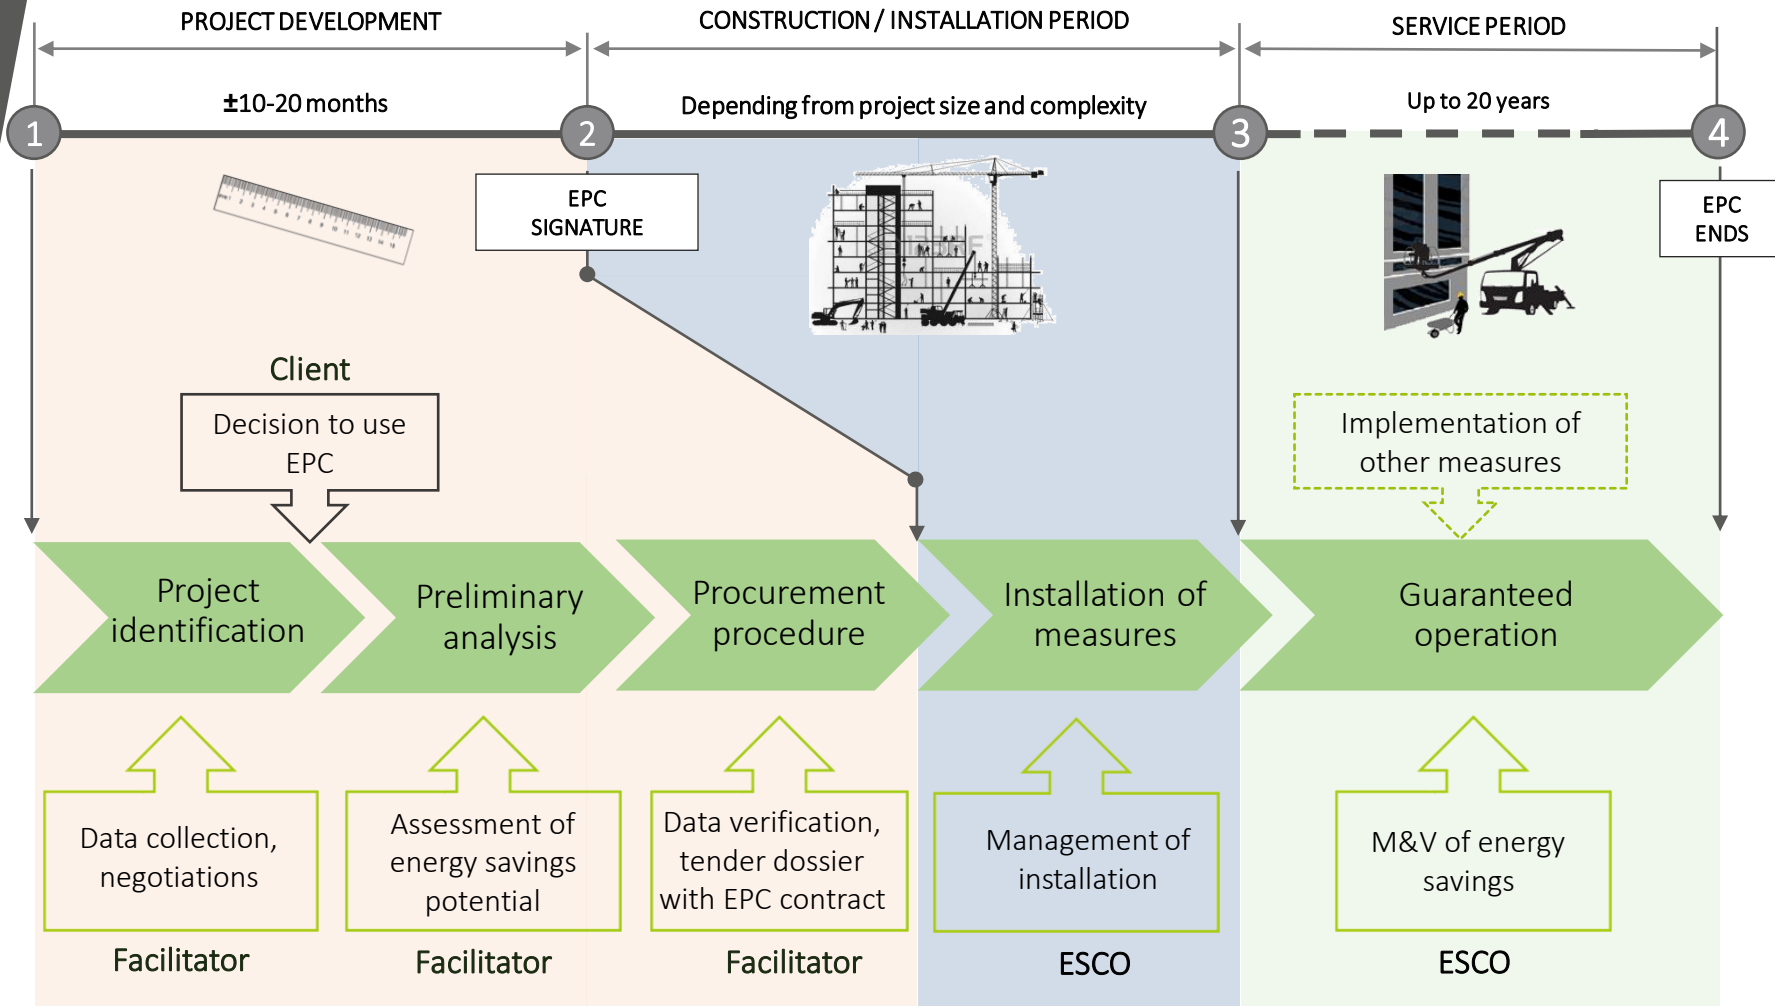 PROJECT DEVELOPMENT
CONSTRUCTION / INSTALLATION PERIOD
SERVICE PERIOD
±10-20 months
Depending from project size and complexity
Up to 20 years
1
2
3
4
EPC
SIGNATURE
EPC
ENDS
Client
Decision to use
EPC
Implementation of
other measures
Project
identification
Preliminary
analysis
Procurement
procedure
Installation of
measures
Guaranteed
operation
Data collection,
negotiations
Assessment of
energy savings
potential
Data verification,
tender dossier
with EPC contract
Management of
installation
M&V of energy
savings
Facilitator
Facilitator
Facilitator
ESCO
ESCO